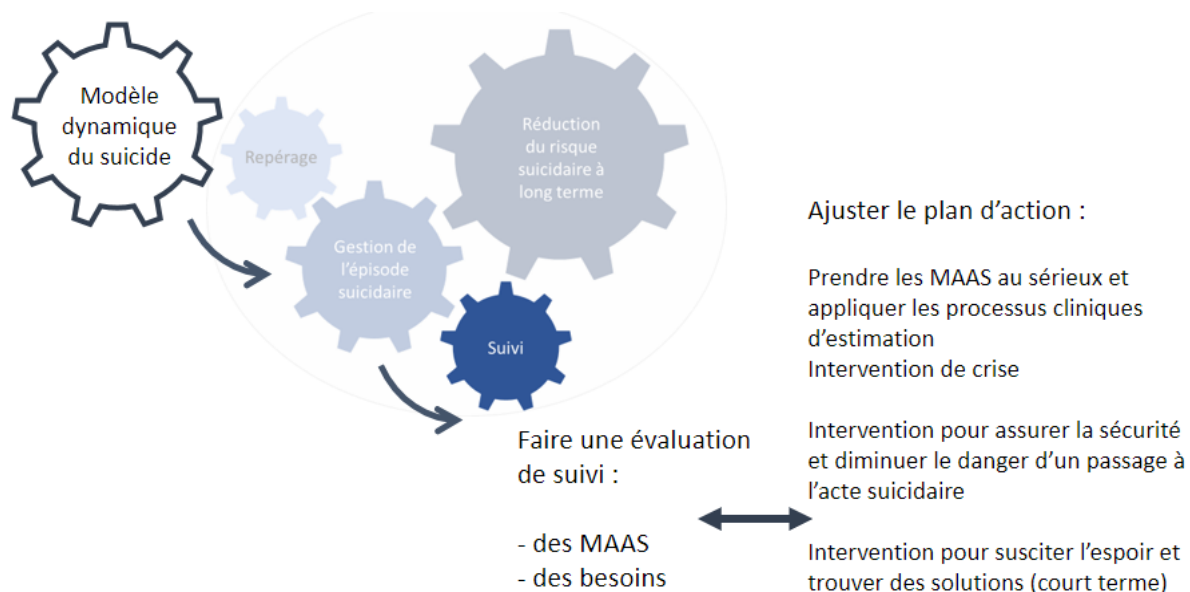 Modèle
dynamique
du suicide
Repérage
Réduction
du risque
suicidaire à
long terme
Gestion de
l’épisode
suicidaire
Suivi
Faire une évaluation
de suivi :
- des MAAS
- des besoins
Ajuster le plan d’action :
Prendre les MAAS au sérieux et
appliquer les processus cliniques
d’estimation
Intervention de crise
Intervention pour assurer la sécurité
et diminuer le danger d’un passage à
l’acte suicidaire
Intervention pour susciter l’espoir et
trouver des solutions (court terme)